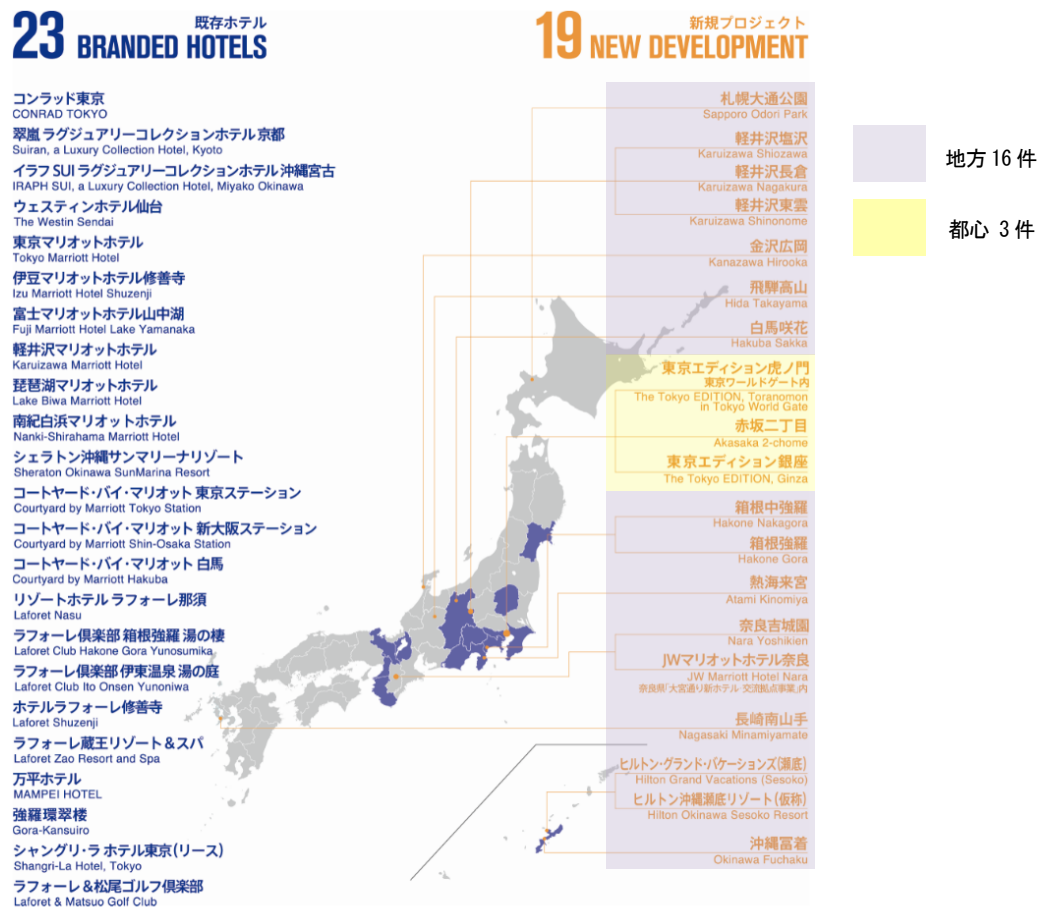 23 既存ホテル
BRANDED HOTELS
コンラッド東京
CONRAD TOKYO
翠嵐 ラグジュアリーコレクションホテル 京都
Suiran, a Luxury Collection Hotel, Kyoto
イラフ SUI ラグジュアリーコレクションホテル 沖縄宮古
IRAPH SUI, a Luxury Collection Hotel, Miyako Okinawa
ウェスティンホテル仙台
The Westin Sendai
東京マリオットホテル
Tokyo Marriott Hotel
伊豆マリオットホテル修善寺
Izu Marriott Hotel Shuzenji
富士マリオットホテル山中湖
Fuji Marriott Hotel Lake Yamanaka
軽井沢マリオットホテル
Karuizawa Marriott Hotel
琵琶湖マリオットホテル
Lake Biwa Marriott Hotel
南紀白浜マリオットホテル
Nanki-Shirahama Marriott Hotel
シェラトン沖縄サンマリーナリゾート
Sheraton Okinawa SunMarina Resort
コートヤード・バイ・マリオット 東京ステーション
Courtyard by Marriott Tokyo Station
コートヤード・バイ・マリオット 新大阪ステーション
Courtyard by Marriott Shin-Osaka Station
コートヤード・バイ・マリオット 白馬
Courtyard by Marriott Hakuba
リゾートホテル ラフォーレ那須
Laforet Nasu
ラフォーレ倶楽部 箱根強羅 湯の棲
Laforet Club Hakone Gora Yunosumika
ラフォーレ倶楽部 伊東温泉 湯の庭
Laforet Club Ito Onsen Yunoniwa
ホテルラフォーレ修善寺
Laforet Shuzenji
ラフォーレ蔵王リゾート&スパ
Laforet Zao Resort and Spa
万平ホテル
MAMPEI HOTEL
強羅環翠楼
Gora-Kansuiro
シャングリ・ラ ホテル東京(リース)
Shangri-La Hotel, Tokyo
ラフォーレ&松尾ゴルフ倶楽部
Laforet & Matsuo Golf Club
19 新規プロジェクト
NEW DEVELOPMENT
札幌大通公園
Sapporo Odori Park
軽井沢塩沢
Karuizawa Shiozawa
軽井沢長倉
Karuizawa Nagakura
軽井沢東雲
Karuizawa Shinonome
金沢広岡
Kanazawa Hirooka
飛騨高山
Hida Takayama
白馬咲花
Hakuba Sakka
東京エディション虎ノ門
東京ワールドゲート内
The Tokyo EDITION, Toranomon
in Tokyo World Gate
赤坂二丁目
Akasaka 2-chome
東京エディション銀座
The Tokyo EDITION, Ginza
箱根中強羅
Hakone Nakagora
箱根強羅
Hakone Gora
熱海来宮
Atami Kinomiya
奈良吉城園
Nara Yoshikien
JWマリオットホテル奈良
JW Marriott Hotel Nara
奈良県「大宮通り新ホテル・交流拠点事業」内
長崎南山手
Nagasaki Minamiyamate
ヒルトン・グランド・バケーションズ(瀬底)
Hilton Grand Vacations (Sesoko)
ヒルトン沖縄瀬底リゾート(仮称)
Hilton Okinawa Sesoko Resort
沖縄冨着
Okinawa Fuchaku
地方 16 件
都心 3 件